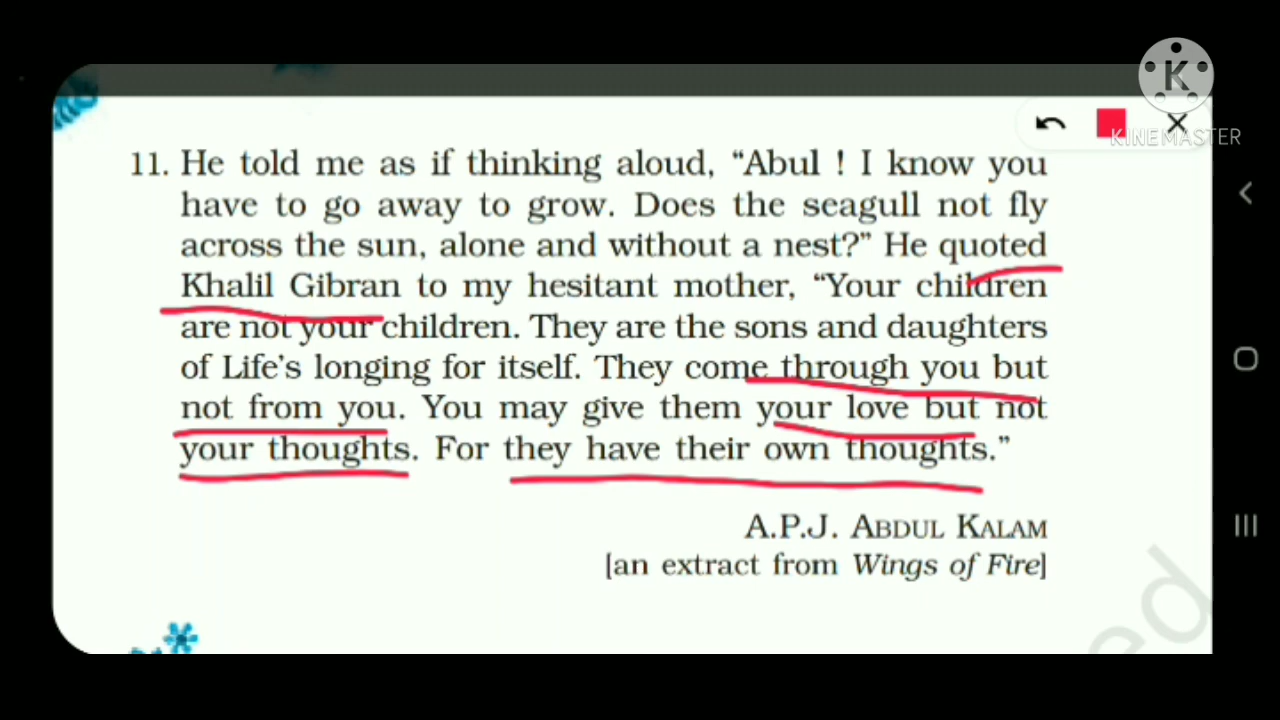 KINEMASTER
11. He told me as if thinking aloud, “Abul ! I know you
have to go away to grow. Does the seagull not fly
across the sun, alone and without a nest?” He quoted
Khalil Gibran to my hesitant mother, “Your children
are not your children. They are the sons and daughters
of Life’s longing for itself. They come through you but
not from you. You may give them your love but not
your thoughts. For they have their own thoughts.”
A.P.J. ABDUL KALAM
[an extract from Wings of Fire]
ed